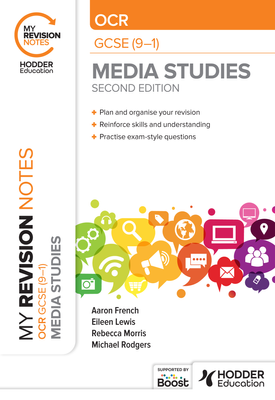 MY
REVISION
NOTES
HODDER
Education
OCR
GCSE (9–1)
MEDIA STUDIES
SECOND EDITION
+ Plan and organise your revision
+ Reinforce skills and understanding
+ Practise exam-style questions
MY REVISION NOTES
OCR GCSE (9–1)
MEDIA STUDIES
Aaron French
Eileen Lewis
Rebecca Morris
Michael Rodgers
SUPPORTED BY
Boost
HODDER
Education